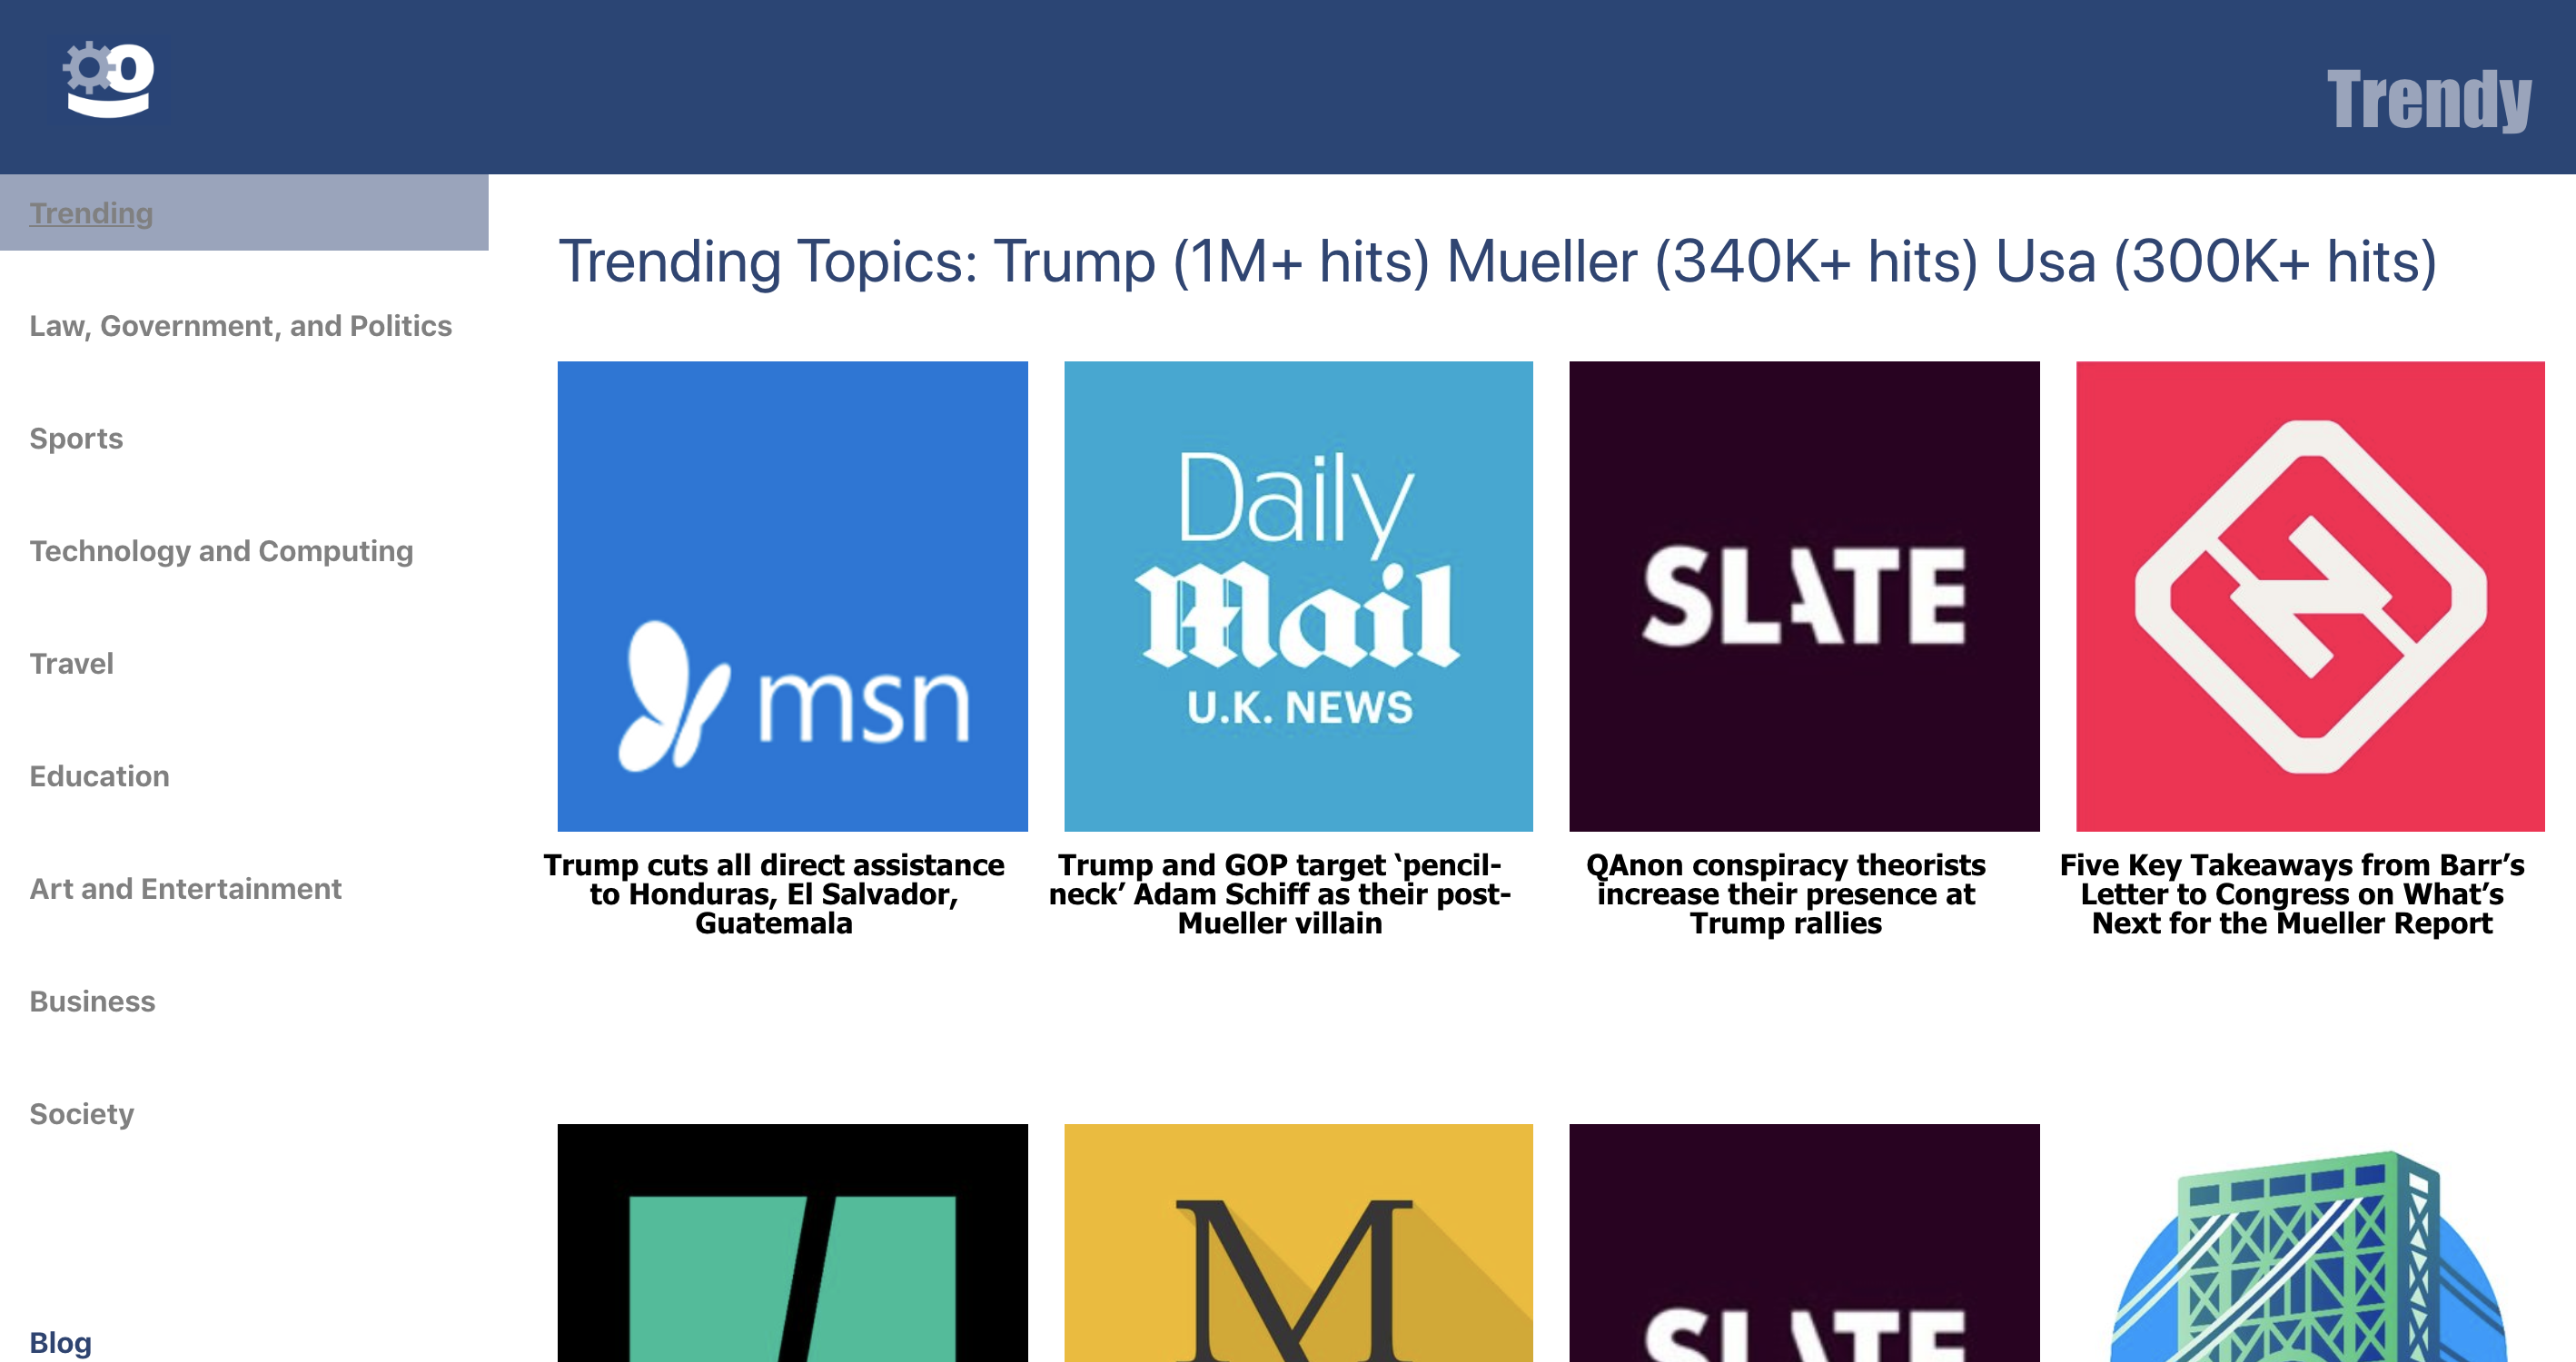 Trendy
Trending
Law, Government, and Politics
Sports
Technology and Computing
Travel
Education
Art and Entertainment
Business
Society
Blog
Trending Topics: Trump (1M+ hits) Mueller (340K+ hits) Usa (300K+ hits)
msn
Trump cuts all direct assistance
to Honduras, El Salvador,
Guatemala
Daily
Mail
U.K. NEWS
Trump and GOP target ‘pencil-
neck’ Adam Schiff as their post-
Mueller villain
SLATE
QAnon conspiracy theorists
increase their presence at
Trump rallies
N
Five Key Takeaways from Barr’s
Letter to Congress on What’s
Next for the Mueller Report
M
SLATE